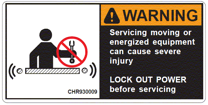 WARNING
Servicing moving or
energized equipment
can cause severe
injury
LOCK OUT POWER
before servicing
CHR930009